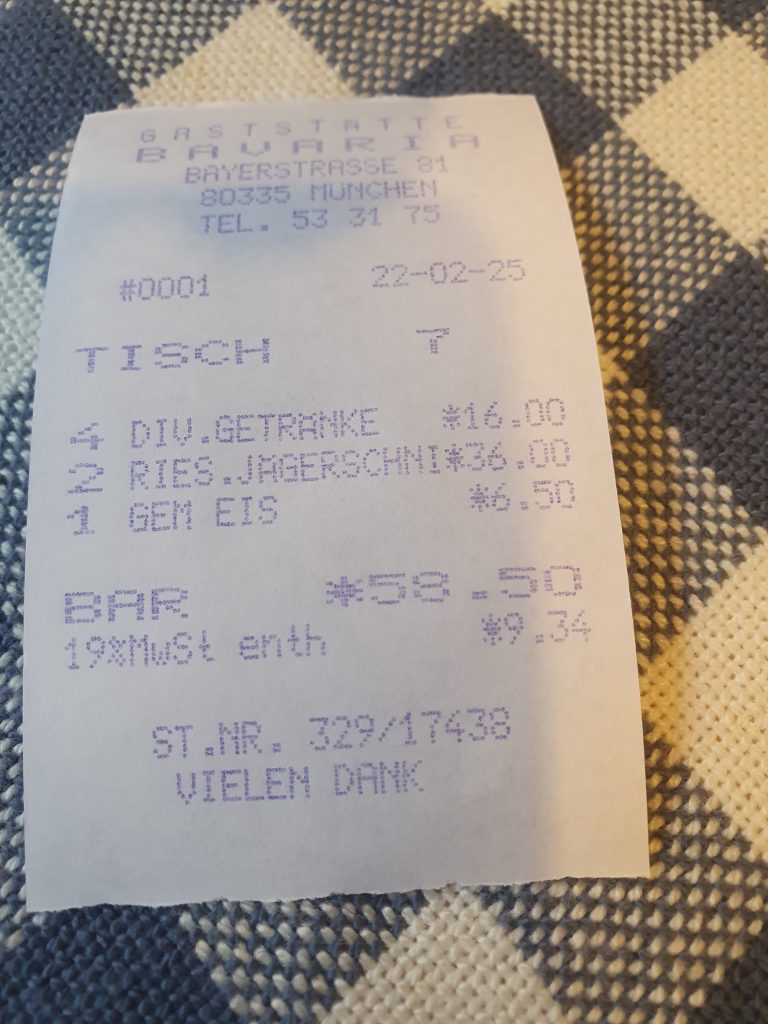 GASTSTATTE
BAVARIA
BAYERSTRASSE 81
80335 MUNCHEN
TEL. 53 31 75
#0001 22-02-25
TISCH 7
4 DIV.GETRANKE *16.00
2 RIES.JAGERSCHNI*36.00
1 GEM EIS *6.50
BAR *58.50
19%MwSt enth *9.34
ST.NR. 329/17438
VIELEN DANK